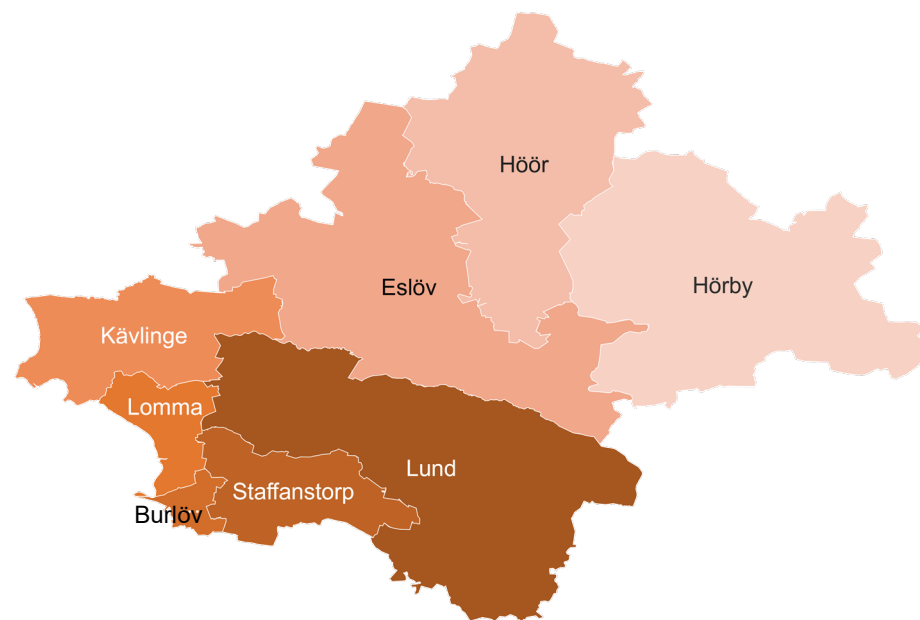 Höör
Hörby
Eslöv
Kävlinge
Lomma
Lund
Staffanstorp
Burlöv